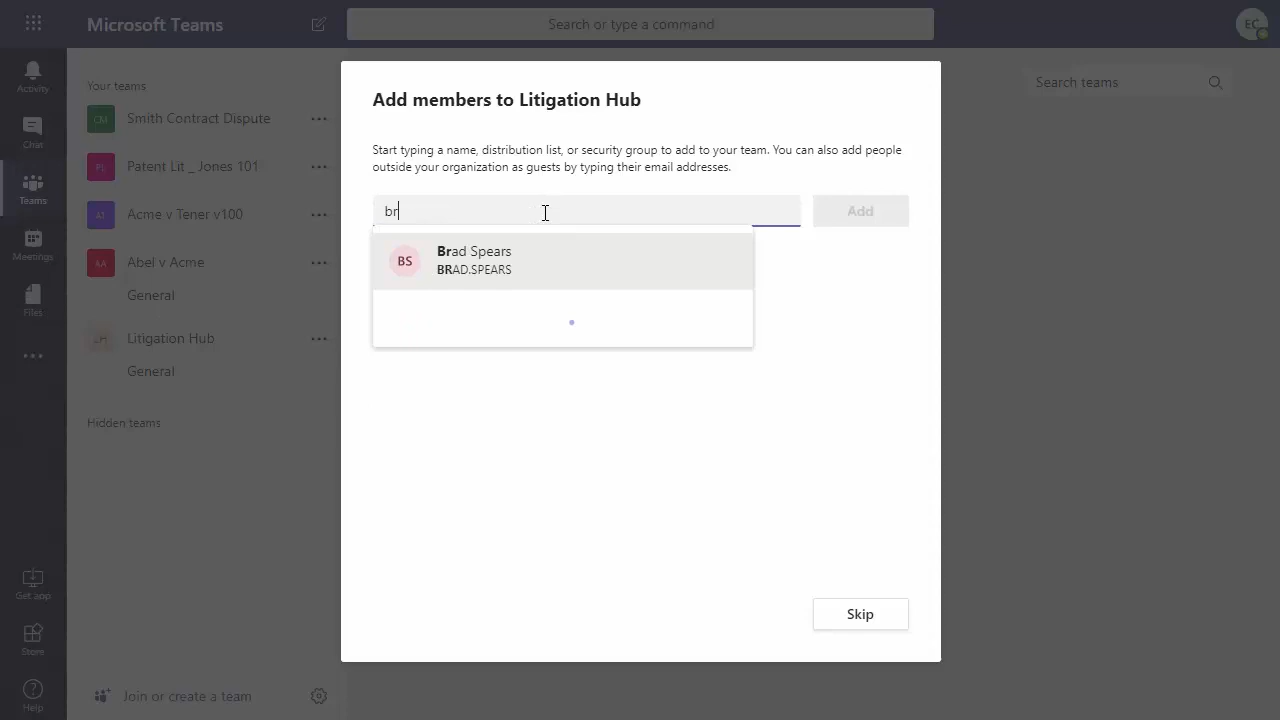 Microsoft Teams
Search or type a command
EC
Activity
Chat
Teams
Meetings
Files
Get app
Store
Help
Your teams
CM Smith Contract Dispute
PL Patent Lit _ Jones 101
A1 Acme v Tener v100
AA Abel v Acme
General
LH Litigation Hub
General
Hidden teams
Join or create a team
Search teams
Add members to Litigation Hub
Start typing a name, distribution list, or security group to add to your team. You can also add people
outside your organization as guests by typing their email addresses.
br
Add
BS
Brad Spears
BRAD.SPEARS
Skip